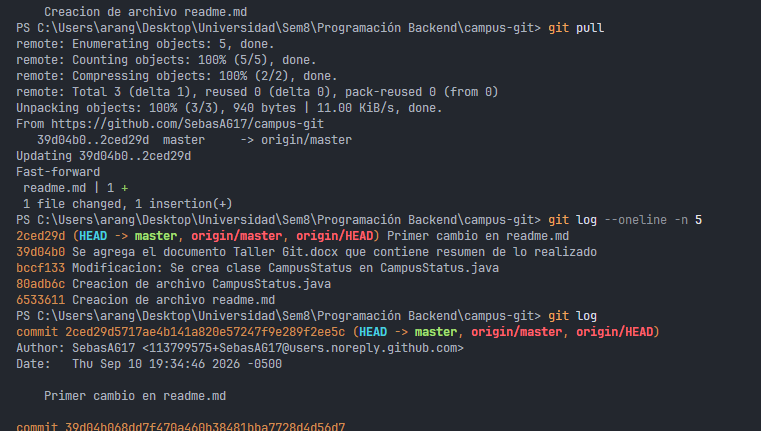 Creacion de archivo readme.md
PS C:\Users\arang\Desktop\Universidad\Sem8\Programación Backend\campus-git> git pull
remote: Enumerating objects: 5, done.
remote: Counting objects: 100% (5/5), done.
remote: Compressing objects: 100% (2/2), done.
remote: Total 3 (delta 1), reused 0 (delta 0), pack-reused 0 (from 0)
Unpacking objects: 100% (3/3), 940 bytes | 11.00 KiB/s, done.
From https://github.com/SebasAG17/campus-git
   39d04b0..2ced29d  master     -> origin/master
Updating 39d04b0..2ced29d
Fast-forward
 readme.md | 1 +
 1 file changed, 1 insertion(+)
PS C:\Users\arang\Desktop\Universidad\Sem8\Programación Backend\campus-git> git log --oneline -n 5
2ced29d (HEAD -> master, origin/master, origin/HEAD) Primer cambio en readme.md
39d04b0 Se agrega el documento Taller Git.docx que contiene resumen de lo realizado
bccf133 Modificacion: Se crea clase CampusStatus en CampusStatus.java
80adb6c Creacion de archivo CampusStatus.java
6533611 Creacion de archivo readme.md
PS C:\Users\arang\Desktop\Universidad\Sem8\Programación Backend\campus-git> git log
commit 2ced29d5717ae4b141a820e57247f9e289f2ee5c (HEAD -> master, origin/master, origin/HEAD)
Author: SebasAG17 <113799575+SebasAG17@users.noreply.github.com>
Date:   Thu Sep 10 19:34:46 2026 -0500

    Primer cambio en readme.md

commit 39d04b068dd7f470a460b38481bba7728d4d56d7